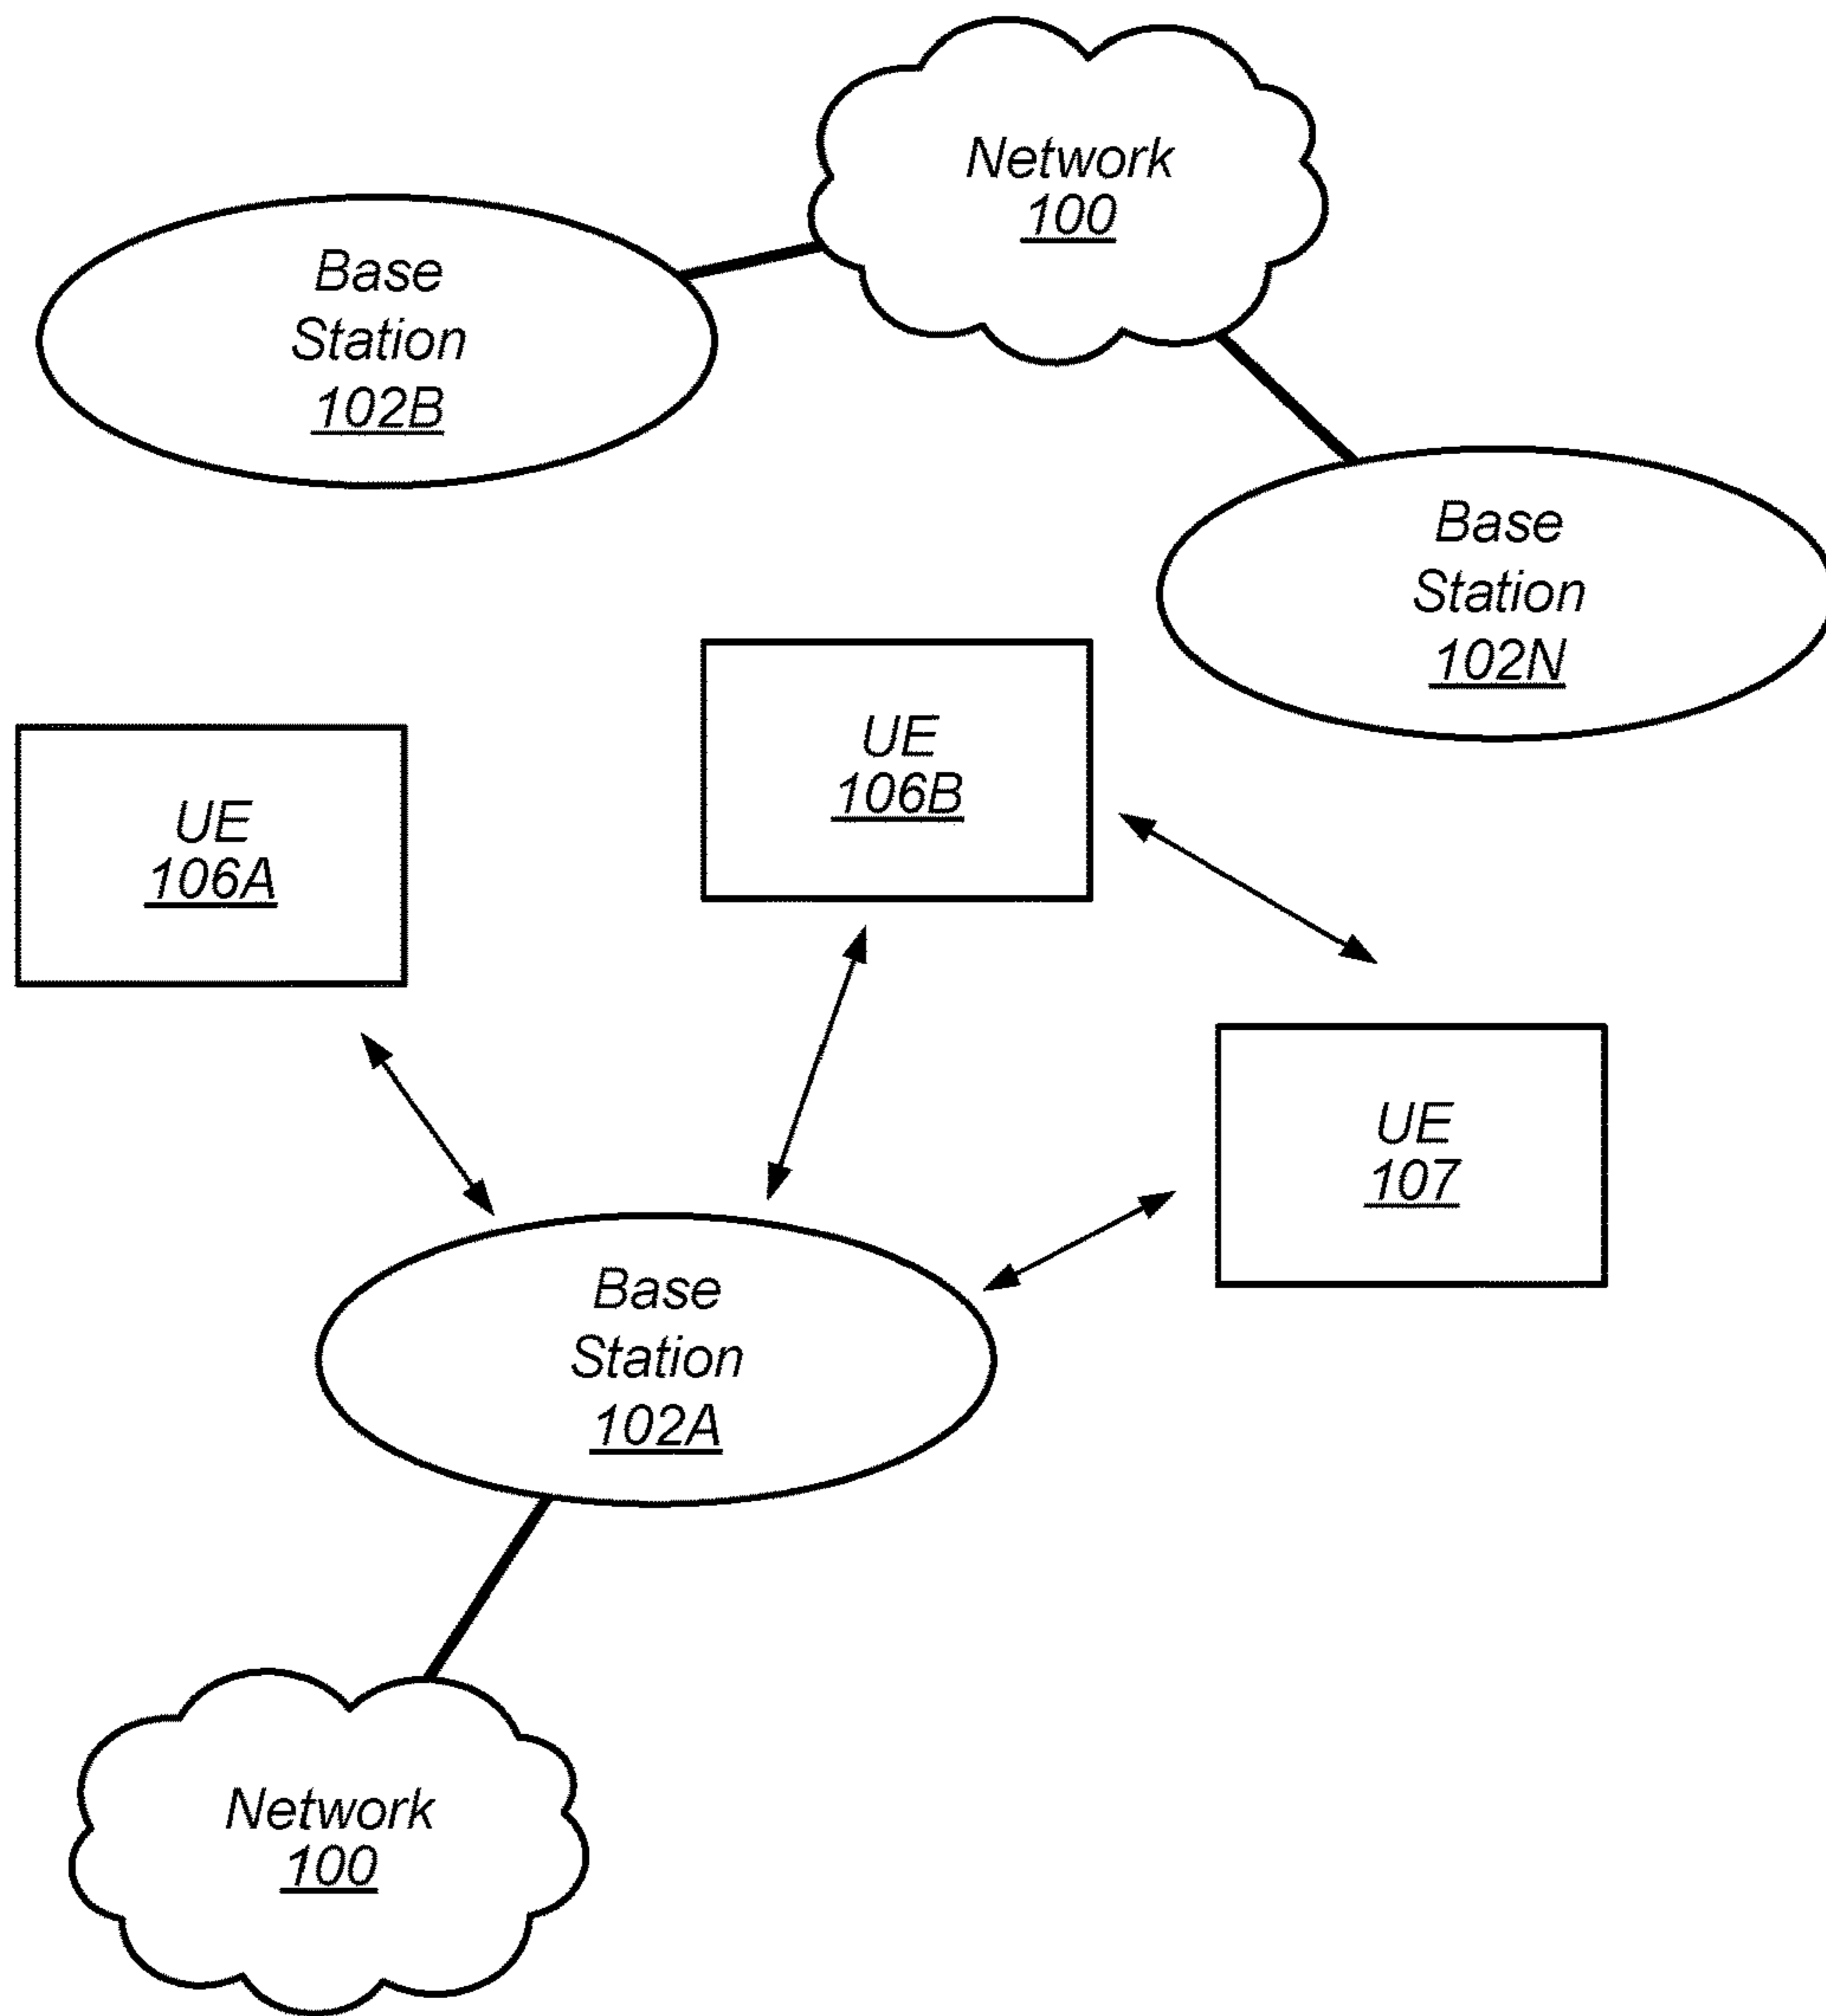 Network
100
Base
Station
102B
Base
Station
102N
UE
106B
UE
106A
UE
107
Base
Station
102A
Network
100